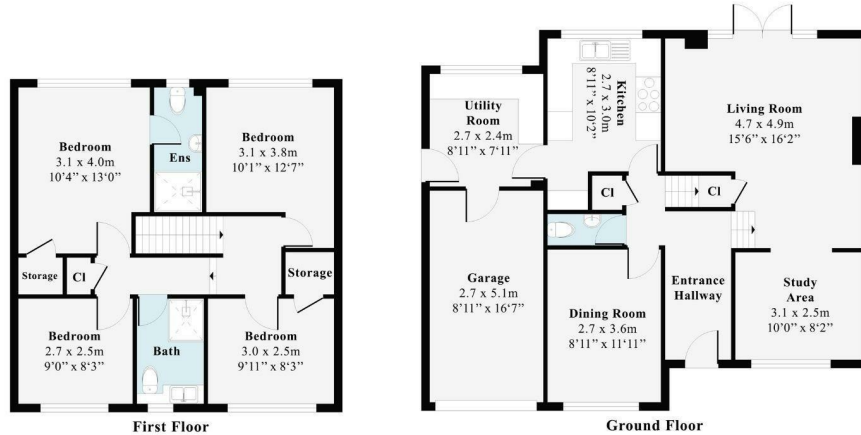 Bedroom
3.1 x 4.0m
10'4" x 13'0"
Ens
Bedroom
3.1 x 3.8m
10'1" x 12'7"
Storage
Cl
Storage
Bedroom
2.7 x 2.5m
9'0" x 8'3"
Bath
Bedroom
3.0 x 2.5m
9'11" x 8'3"
First Floor
Utility
Room
2.7 x 2.4m
8'11" x 7'11"
Kitchen
2.7 x 3.0m
8'11" x 10'2"
Living Room
4.7 x 4.9m
15'6" x 16'2"
Cl
Cl
Garage
2.7 x 5.1m
8'11" x 16'7"
Dining Room
2.7 x 3.6m
8'11" x 11'11"
Entrance
Hallway
Study
Area
3.1 x 2.5m
10'0" x 8'2"
Ground Floor